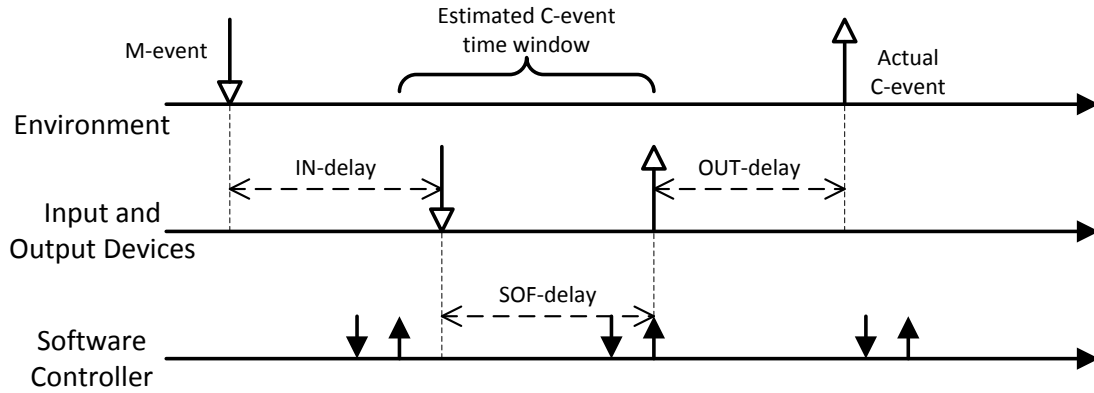 Estimated C-event
time window
M-event
Actual
C-event
Environment
IN-delay
OUT-delay
Input and
Output Devices
SOF-delay
Software
Controller